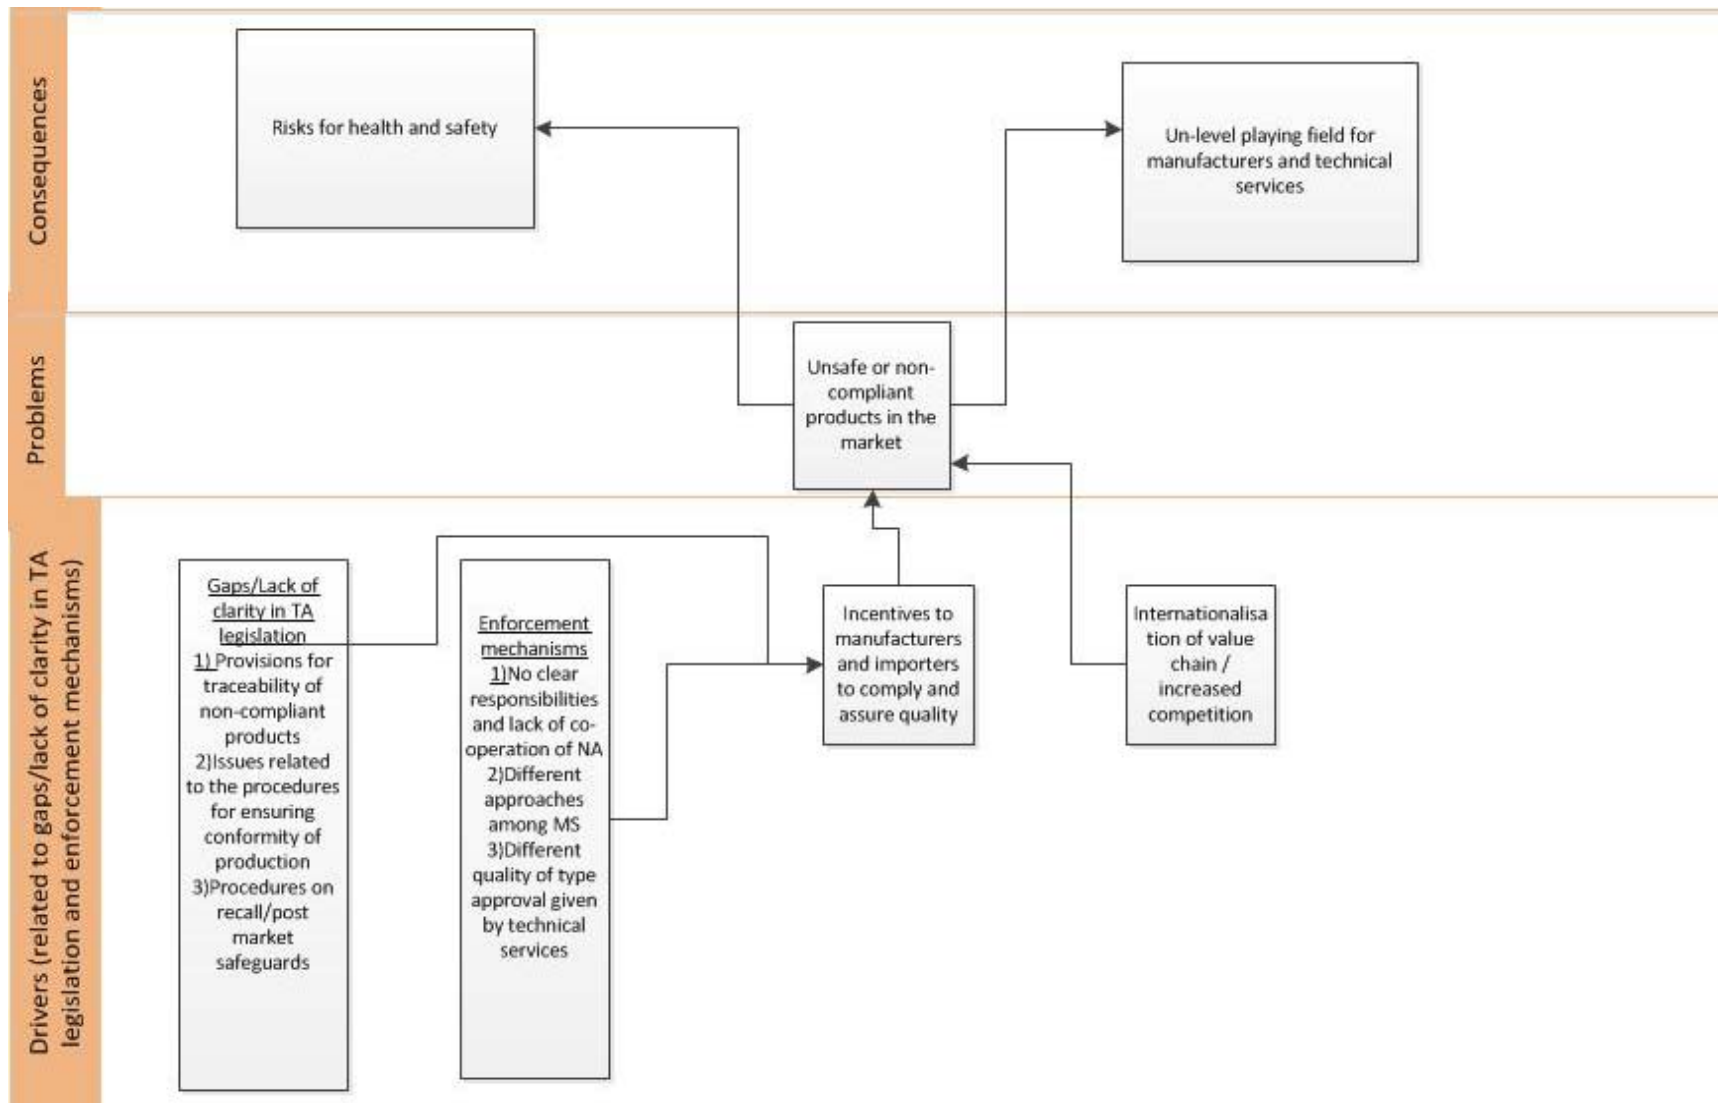 Consequences
Risks for health and safety
Un-level playing field for
manufacturers and technical
services
Problems
Unsafe or non-
compliant
products in the
market
Drivers (related to gaps/lack of clarity in TA
legislation and enforcement mechanisms)
Gaps/Lack of
clarity in TA
legislation
1) Provisions for
traceability of
non-compliant
products
2)Issues related
to the procedures
for ensuring
conformity of
production
3)Procedures on
recall/post
market
safeguards
Enforcement
mechanisms
1)No clear
responsibilities
and lack of co-
operation of NA
2)Different
approaches
among MS
3)Different
quality of type
approval given
by technical
services
Incentives to
manufacturers
and importers
to comply and
assure quality
Internationalisa
tion of value
chain /
increased
competition